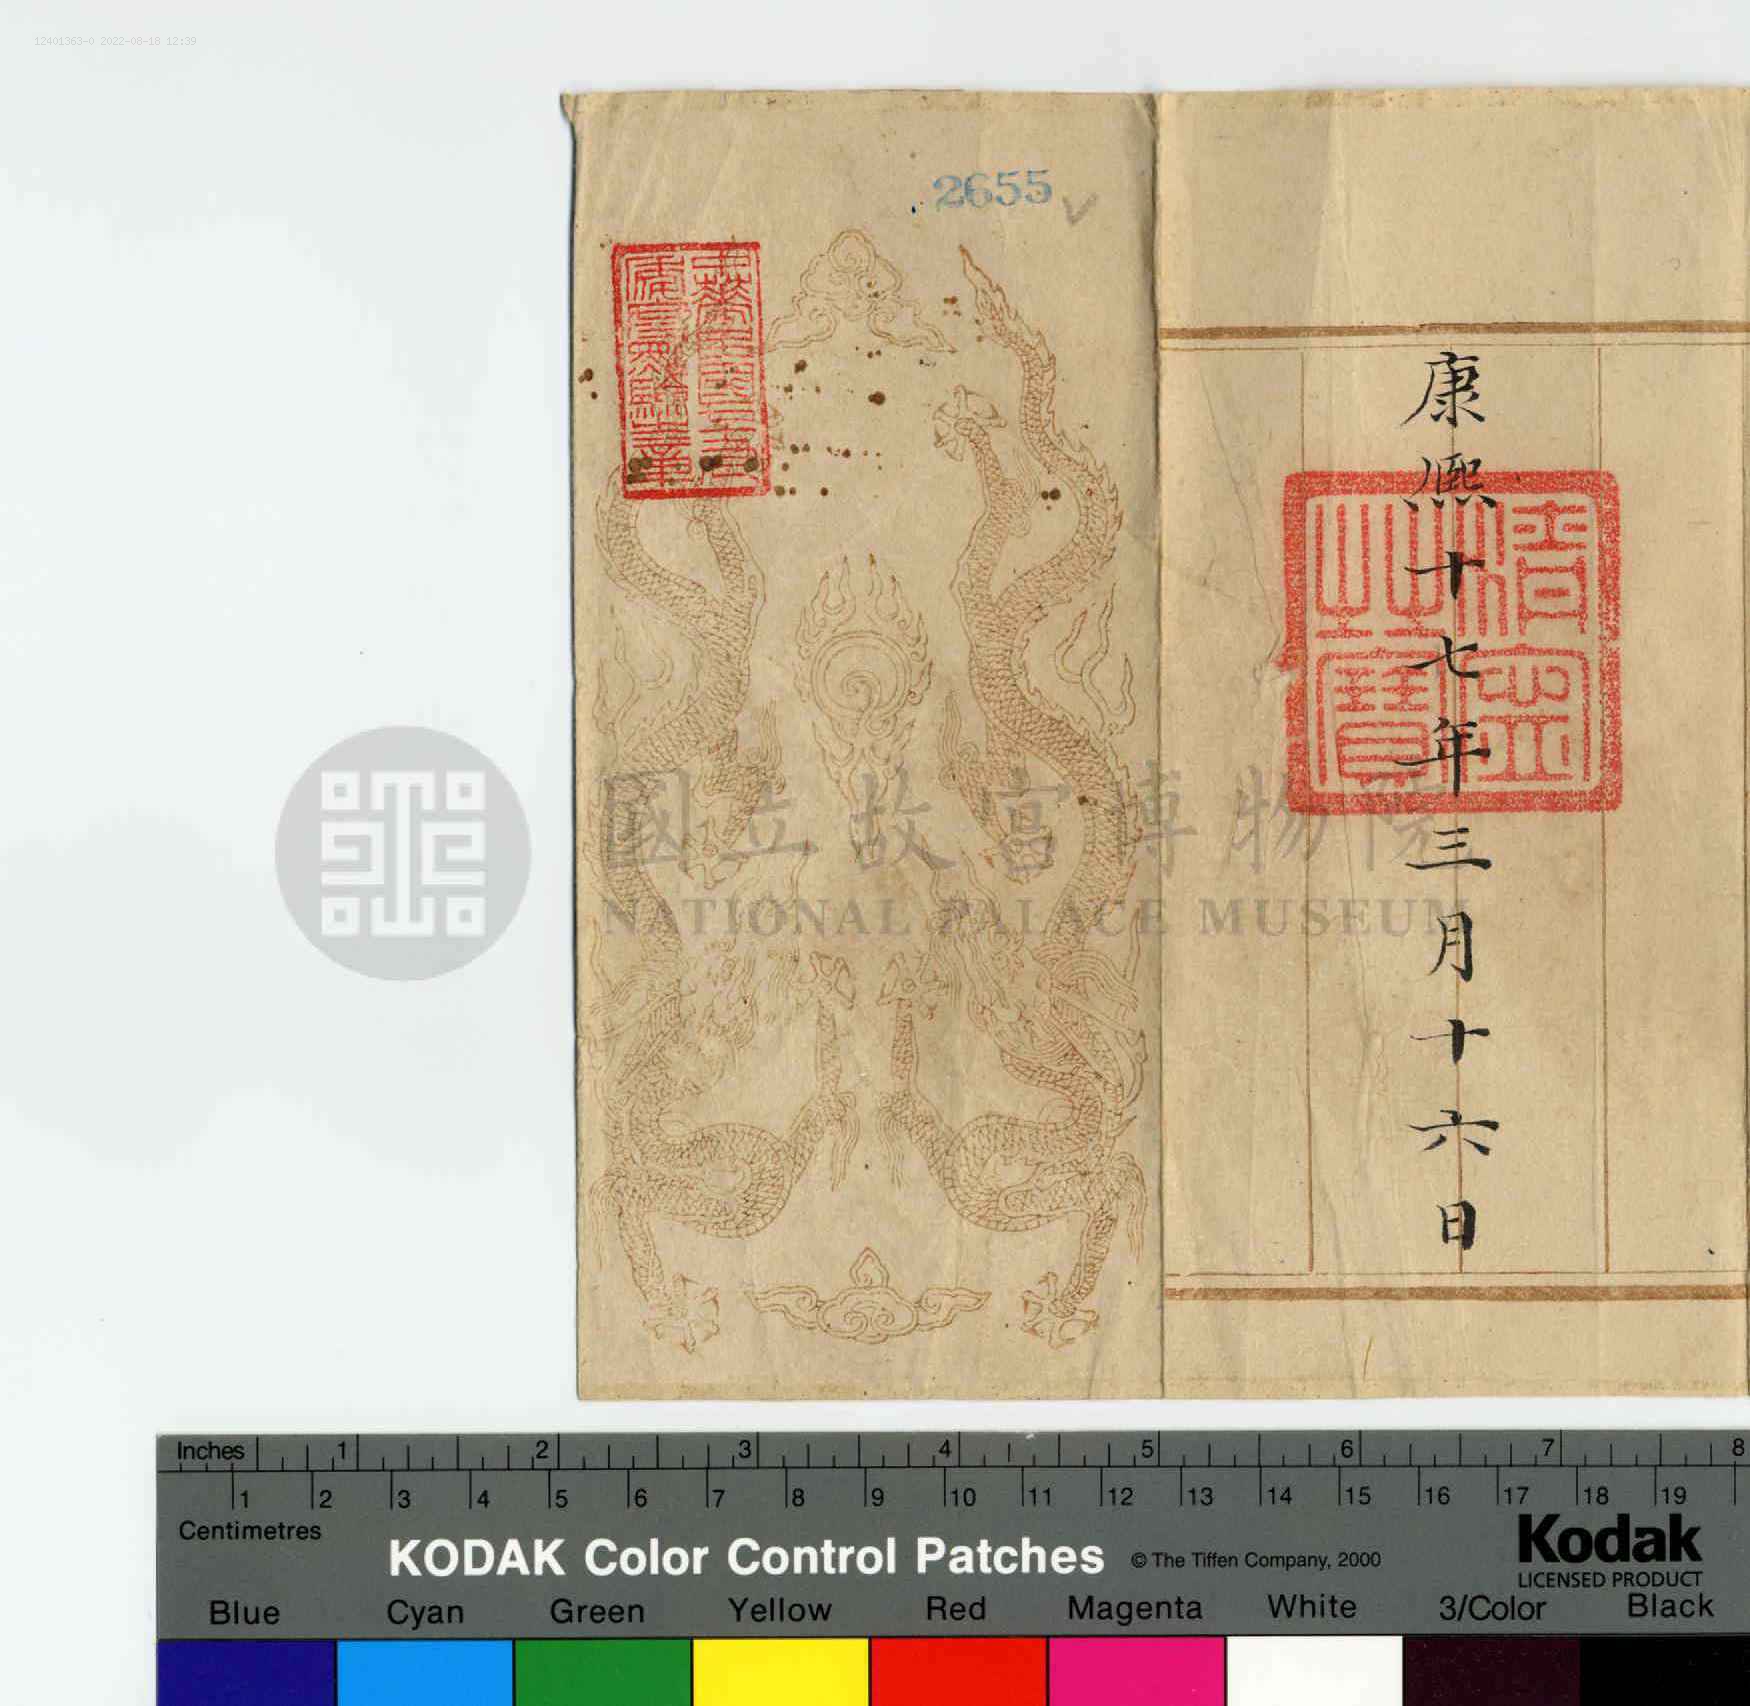 12401363-0 2022-08-18 12:39
2655
康熙十七年三月十六日
國立故宮博物院
NATIONAL PALACE MUSEUM
Inches 1 2 3 4 5 6 7 8
1 2 3 4 5 6 7 8 9 10 11 12 13 14 15 16 17 18 19
Centimetres
KODAK Color Control Patches © The Tiffen Company, 2000
Kodak
LICENSED PRODUCT
Blue Cyan Green Yellow Red Magenta White 3/Color Black